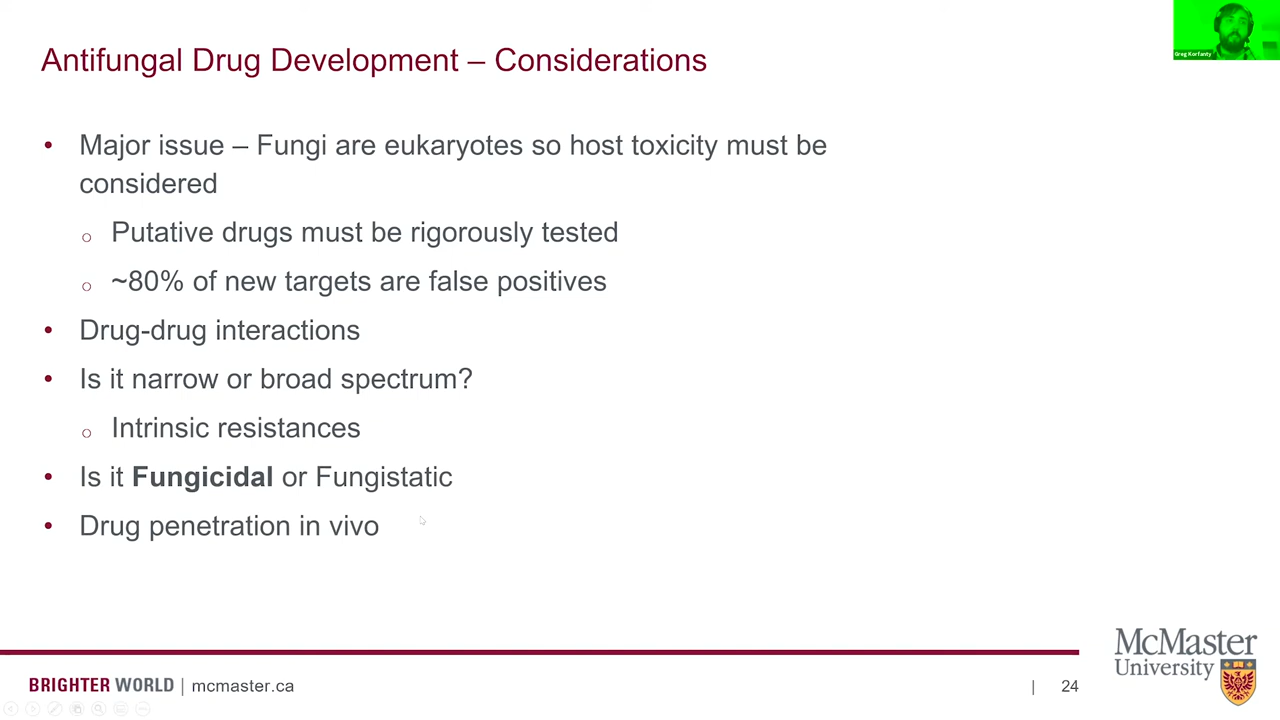 Greg Korfanty
Antifungal Drug Development – Considerations
• Major issue – Fungi are eukaryotes so host toxicity must be
considered
o Putative drugs must be rigorously tested
o ~80% of new targets are false positives
• Drug-drug interactions
• Is it narrow or broad spectrum?
o Intrinsic resistances
• Is it Fungicidal or Fungistatic
• Drug penetration in vivo
McMaster
University
BRIGHTER WORLD | mcmaster.ca
| 24